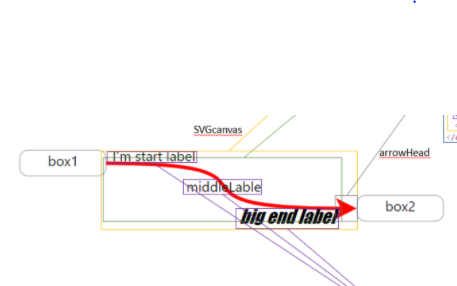 SVGcanvas
arrowHead
box1
I'm start label
middleLable
big end label
box2